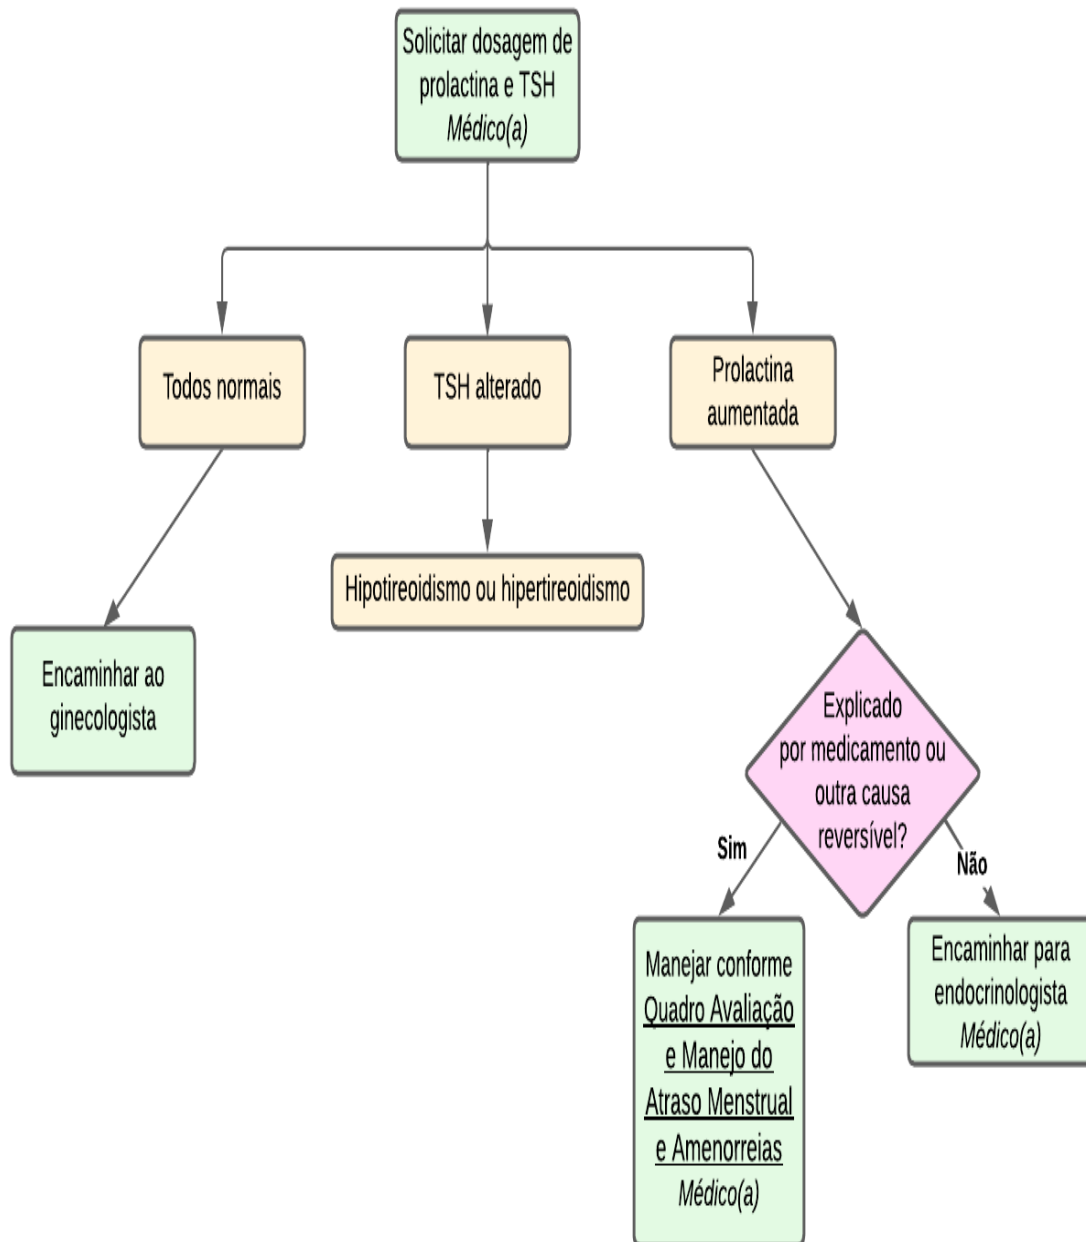 Solicitar dosagem de
prolactina e TSH
Médico(a)
Todos normais
TSH alterado
Prolactina
aumentada
Hipotireoidismo ou hipertireoidismo
Encaminhar ao
ginecologista
Explicado
por medicamento ou
outra causa
reversível?
Sim
Não
Manejar conforme
Quadro Avaliação
e Manejo do
Atraso Menstrual
e Amenorreias
Médico(a)
Encaminhar para
endocrinologista
Médico(a)